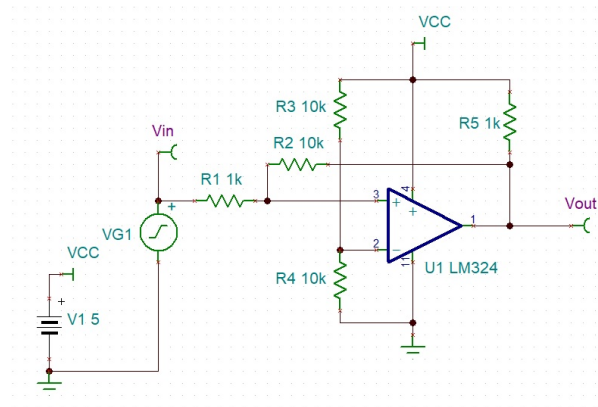 VCC
R3 10k
R2 10k
R5 1k
Vin
R1 1k
3
4
+
+
1
Vout
+
VG1
2
−
11
U1 LM324
VCC
R4 10k
+
V1 5